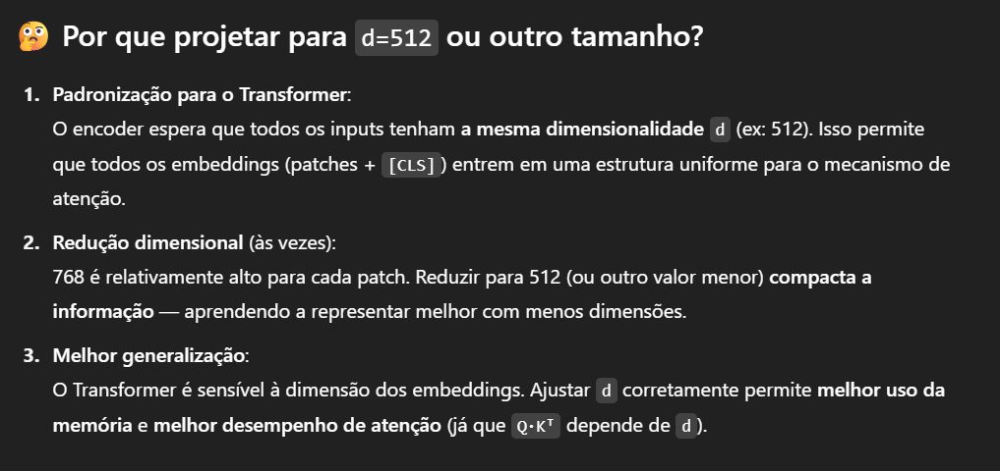 🤔 Por que projetar para d=512 ou outro tamanho?
1. Padronização para o Transformer:
O encoder espera que todos os inputs tenham a mesma dimensionalidade d (ex: 512). Isso permite
que todos os embeddings (patches + [CLS]) entrem em uma estrutura uniforme para o mecanismo de
atenção.
2. Redução dimensional (às vezes):
768 é relativamente alto para cada patch. Reduzir para 512 (ou outro valor menor) compacta a
informação — aprendendo a representar melhor com menos dimensões.
3. Melhor generalização:
O Transformer é sensível à dimensão dos embeddings. Ajustar d corretamente permite melhor uso da
memória e melhor desempenho de atenção (já que Q·Kᵀ depende de d).